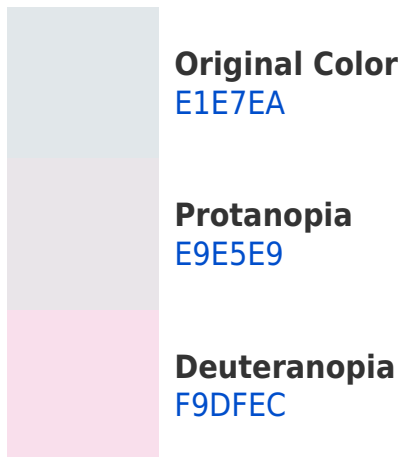 Original Color
E1E7EA
Protanopia
E9E5E9
Deuteranopia
F9DFEC